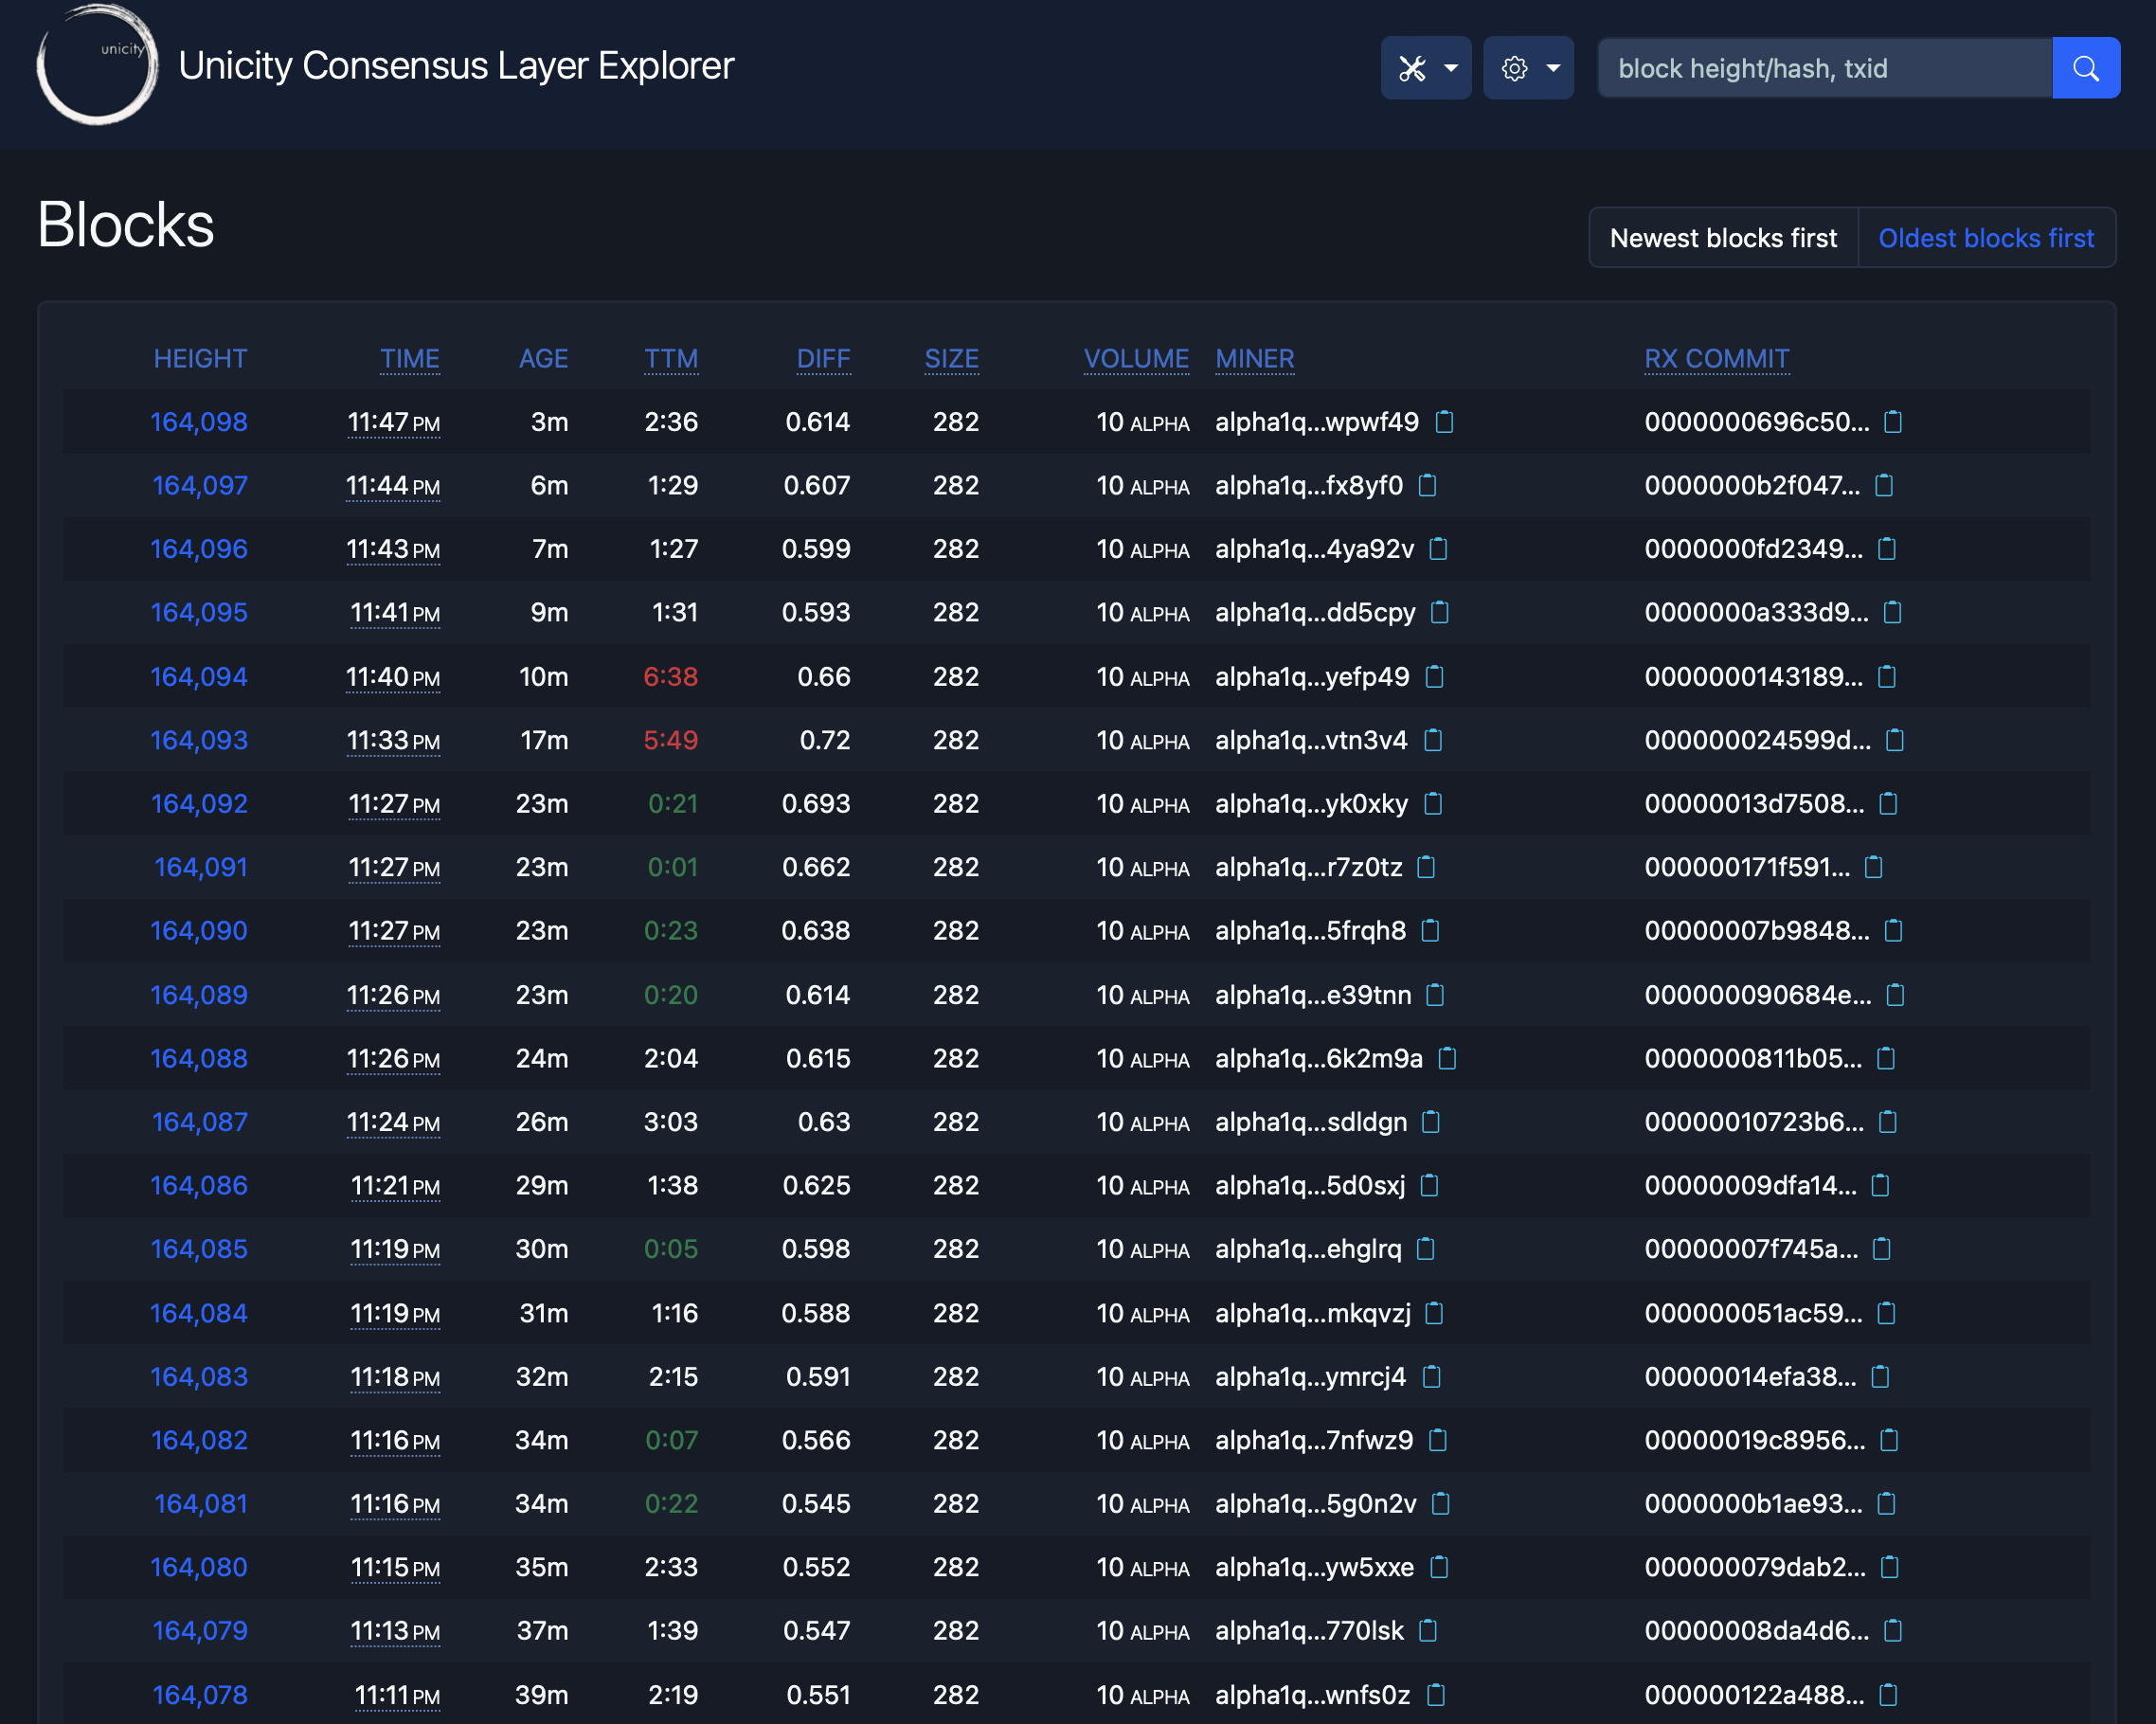 unicity
Unicity Consensus Layer Explorer
block height/hash, txid
Blocks
Newest blocks first Oldest blocks first
HEIGHT TIME AGE TTM DIFF SIZE VOLUME MINER RX COMMIT
164,098 11:47 PM 3m 2:36 0.614 282 10 ALPHA alpha1q...wpwf49 0000000696c50...
164,097 11:44 PM 6m 1:29 0.607 282 10 ALPHA alpha1q...fx8yf0 0000000b2f047...
164,096 11:43 PM 7m 1:27 0.599 282 10 ALPHA alpha1q...4ya92v 0000000fd2349...
164,095 11:41 PM 9m 1:31 0.593 282 10 ALPHA alpha1q...dd5cpy 0000000a333d9...
164,094 11:40 PM 10m 6:38 0.66 282 10 ALPHA alpha1q...yefp49 0000000143189...
164,093 11:33 PM 17m 5:49 0.72 282 10 ALPHA alpha1q...vtn3v4 000000024599d...
164,092 11:27 PM 23m 0:21 0.693 282 10 ALPHA alpha1q...yk0xky 00000013d7508...
164,091 11:27 PM 23m 0:01 0.662 282 10 ALPHA alpha1q...r7z0tz 000000171f591...
164,090 11:27 PM 23m 0:23 0.638 282 10 ALPHA alpha1q...5frqh8 00000007b9848...
164,089 11:26 PM 23m 0:20 0.614 282 10 ALPHA alpha1q...e39tnn 000000090684e...
164,088 11:26 PM 24m 2:04 0.615 282 10 ALPHA alpha1q...6k2m9a 0000000811b05...
164,087 11:24 PM 26m 3:03 0.63 282 10 ALPHA alpha1q...sdldgn 00000010723b6...
164,086 11:21 PM 29m 1:38 0.625 282 10 ALPHA alpha1q...5d0sxj 00000009dfa14...
164,085 11:19 PM 30m 0:05 0.598 282 10 ALPHA alpha1q...ehglrq 00000007f745a...
164,084 11:19 PM 31m 1:16 0.588 282 10 ALPHA alpha1q...mkqvzj 000000051ac59...
164,083 11:18 PM 32m 2:15 0.591 282 10 ALPHA alpha1q...ymrcj4 00000014efa38...
164,082 11:16 PM 34m 0:07 0.566 282 10 ALPHA alpha1q...7nfwz9 00000019c8956...
164,081 11:16 PM 34m 0:22 0.545 282 10 ALPHA alpha1q...5g0n2v 0000000b1ae93...
164,080 11:15 PM 35m 2:33 0.552 282 10 ALPHA alpha1q...yw5xxe 000000079dab2...
164,079 11:13 PM 37m 1:39 0.547 282 10 ALPHA alpha1q...770lsk 00000008da4d6...
164,078 11:11 PM 39m 2:19 0.551 282 10 ALPHA alpha1q...wnfs0z 000000122a488...